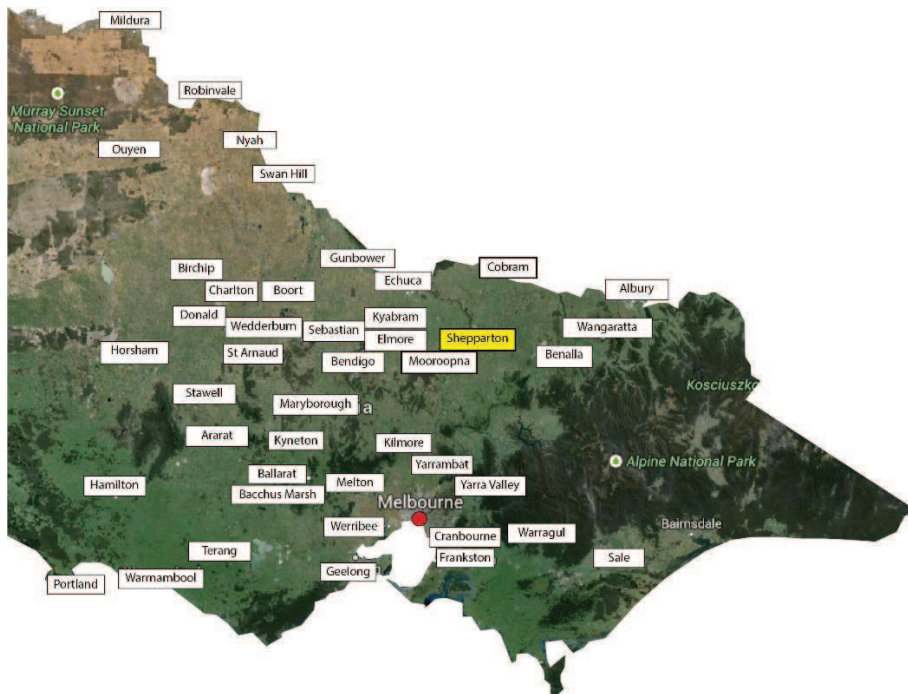 Mildura
Robinvale
Murray Sunset
National Park
Nyah
Ouyen
Swan Hill
Gunbower
Cobram
Birchip
Echuca
Albury
Charlton
Boort
Donald
Kyabram
Wedderburn
Sebastian
Wangaratta
Elmore
Shepparton
Horsham
St Arnaud
Bendigo
Mooroopna
Benalla
Kosciuszko
Stawell
Maryborough
Ararat
Kyneton
Kilmore
Alpine National Park
Yarrambat
Ballarat
Hamilton
Melton
Yarra Valley
Bacchus Marsh
Melbourne
Werribee
Bairnsdale
Warragul
Cranbourne
Terang
Frankston
Sale
Geelong
Portland
Warrnambool